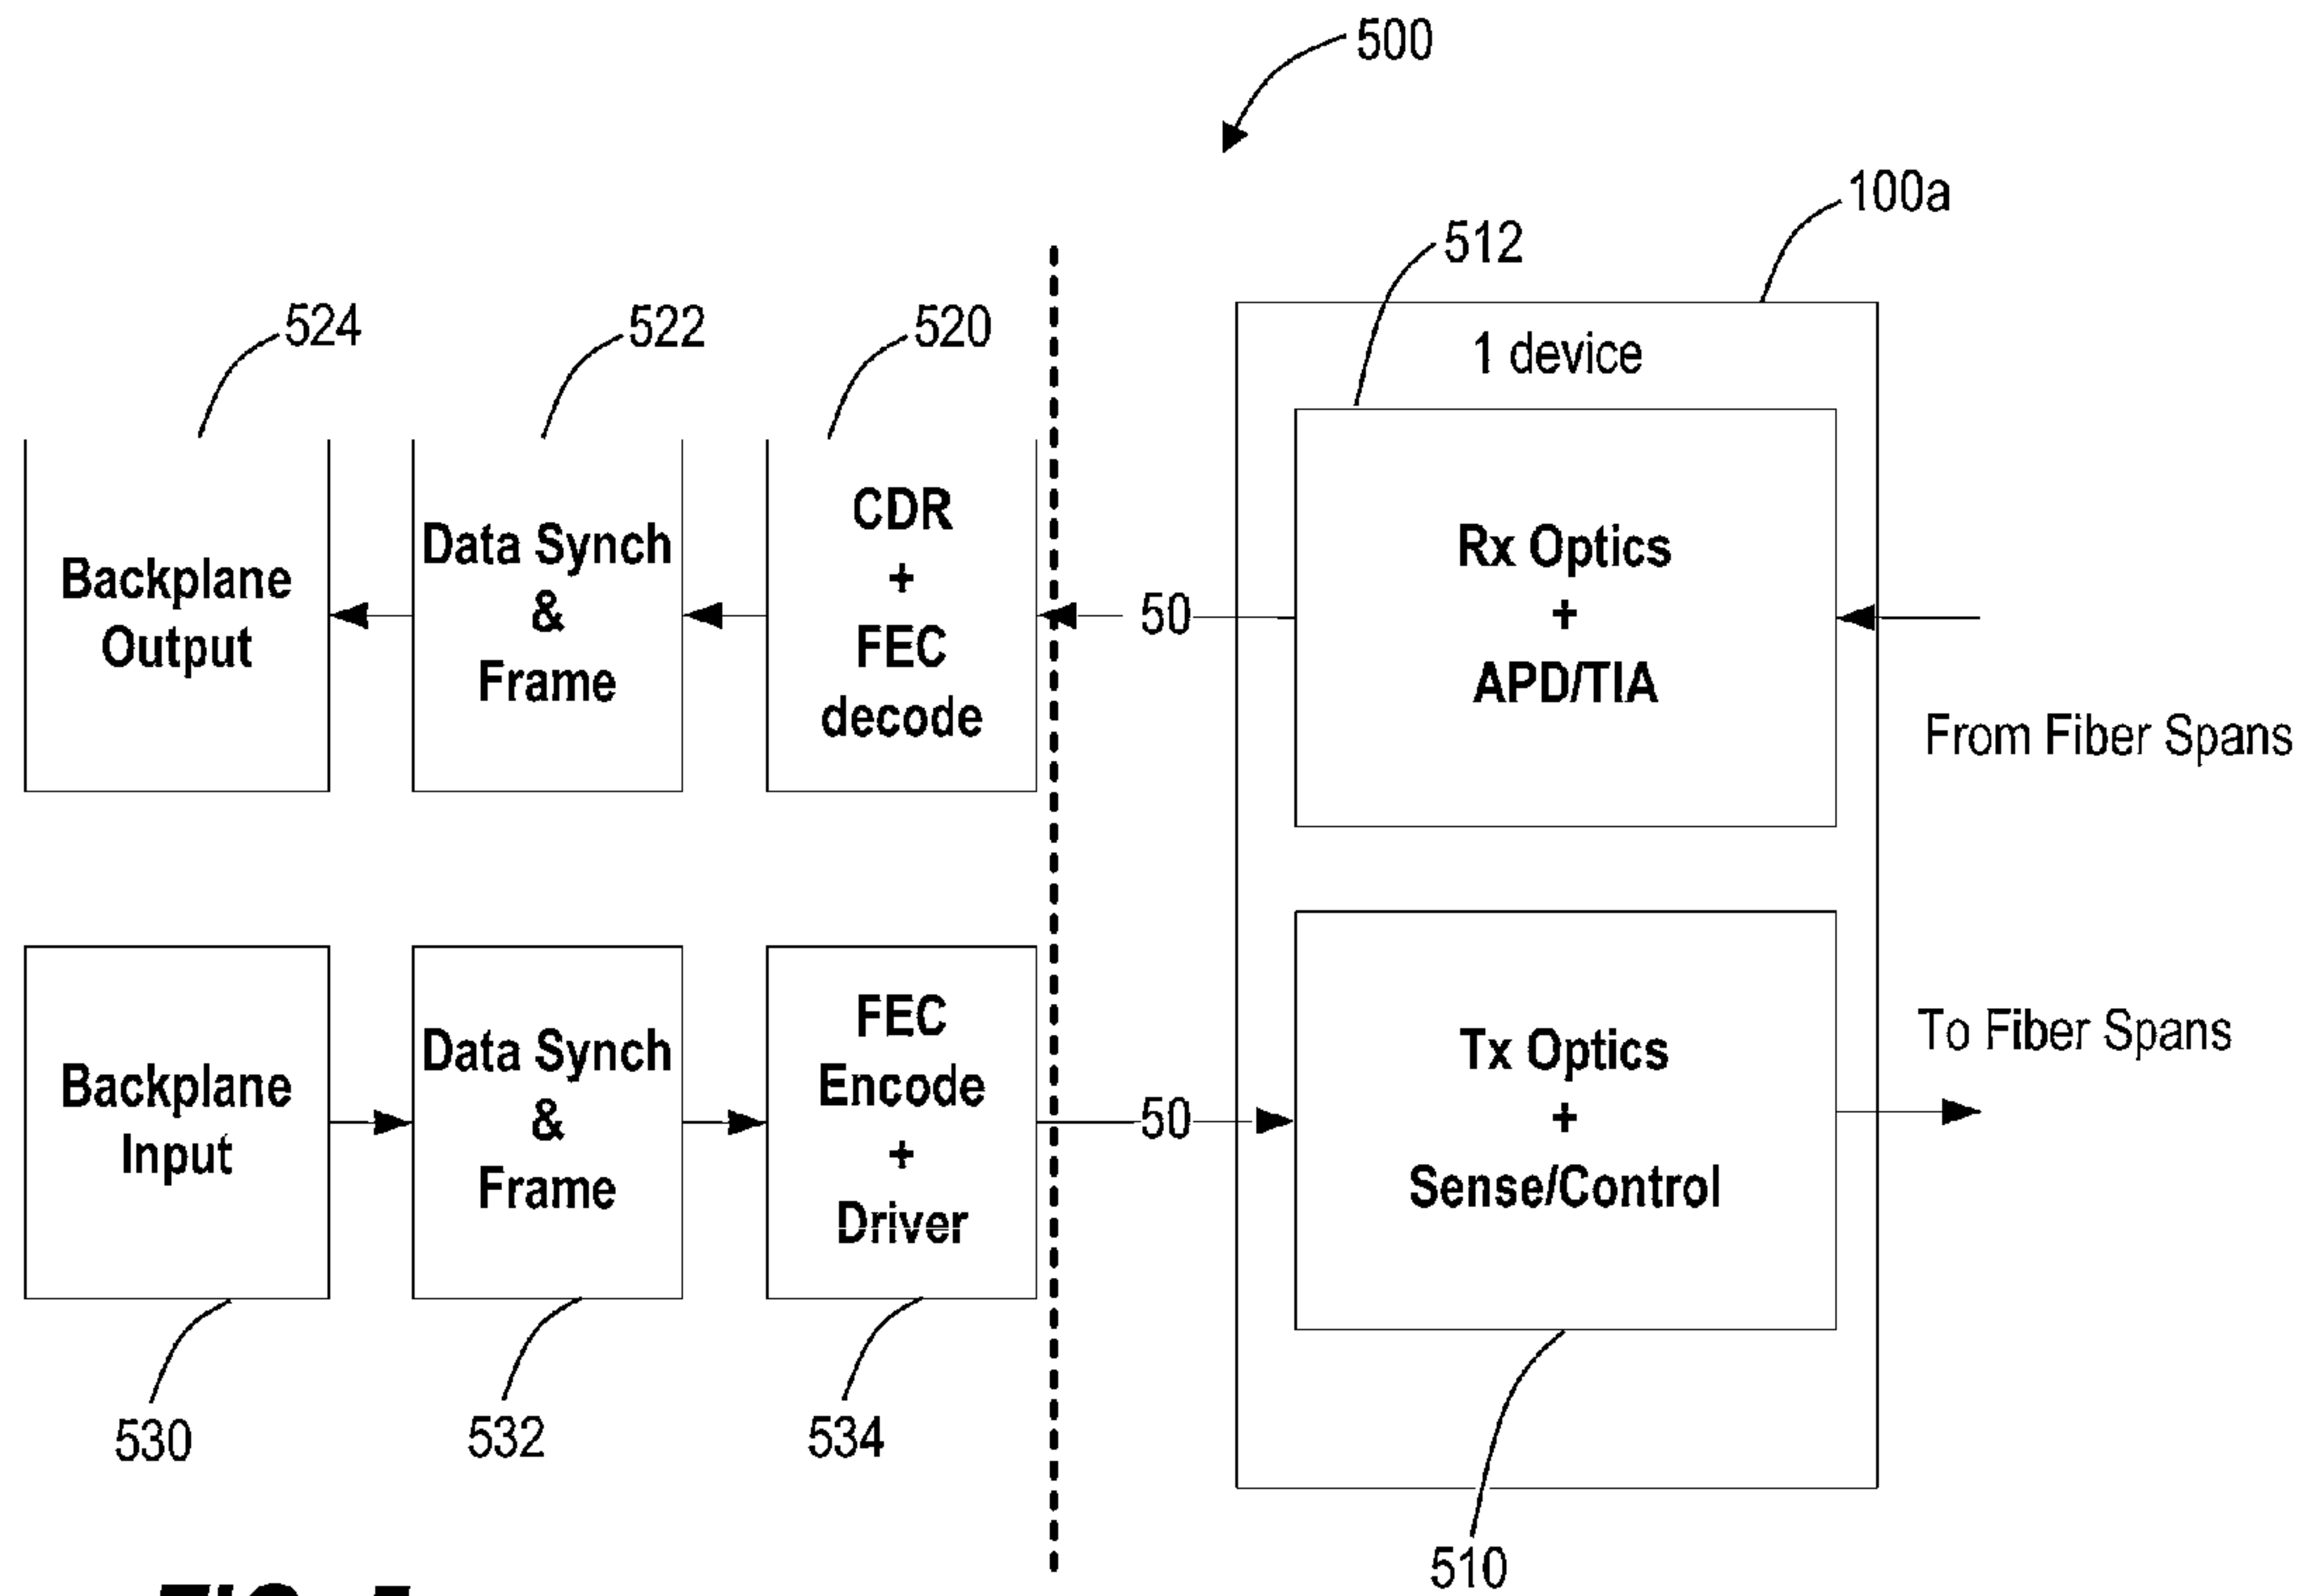 500
100a
512
524
522
520
1 device
Backplane
Output
Data Synch
&
Frame
CDR
+
FEC
decode
50
Rx Optics
+
APD/TIA
From Fiber Spans
Backplane
Input
Data Synch
&
Frame
FEC
Encode
+
Driver
50
Tx Optics
+
Sense/Control
To Fiber Spans
530
532
534
510